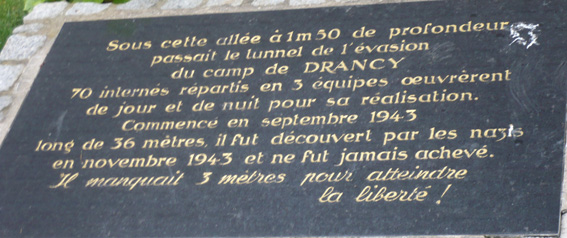 Sous cette allée à 1m50 de profondeur
passait le tunnel de l'évasion
du camp de DRANCY
70 internés répartis en 3 équipes œuvrèrent
de jour et de nuit pour sa réalisation.
Commencé en septembre 1943
long de 36 mètres, il fut découvert par les nazis
en novembre 1943 et ne fut jamais achevé.
Il manquait 3 mètres pour atteindre
la liberté !